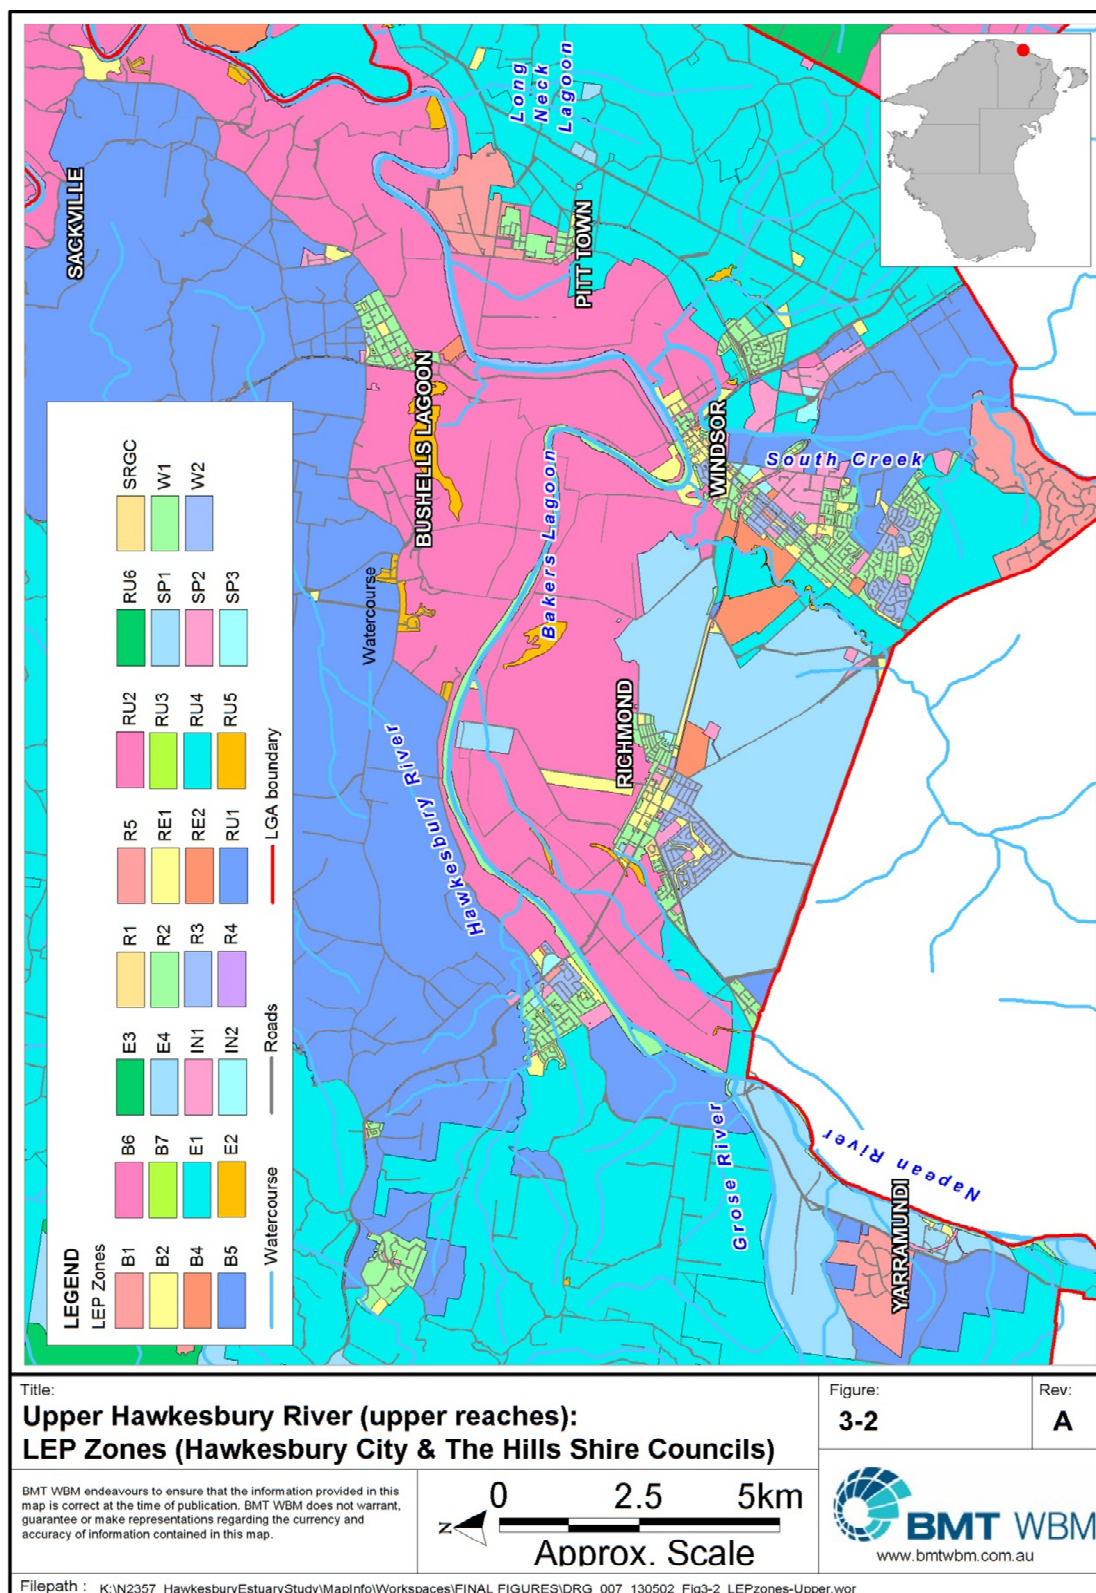 LEGEND
LEP Zones
B1
B2
B4
B5
B6
B7
E1
E2
E3
E4
IN1
IN2
R1
R2
R3
R4
R5
RE1
RE2
RU1
RU2
RU3
RU4
RU5
RU6
SP1
SP2
SP3
SRGC
W1
W2
Watercourse
Roads
LGA boundary
SACKVILLE
Long
Neck
Lagoon
PITT TOWN
BUSHELLS LAGOON
WINDSOR
South Creek
Bakers Lagoon
Watercourse
Hawkesbury River
RICHMOND
Grose River
Napean River
YARRAMUNDI
Title:
Upper Hawkesbury River (upper reaches):
LEP Zones (Hawkesbury City & The Hills Shire Councils)
Figure:
3-2
Rev:
A
BMT WBM endeavours to ensure that the information provided in this
map is correct at the time of publication. BMT WBM does not warrant,
guarantee or make representations regarding the currency and
accuracy of information contained in this map.
N
0 2.5 5km
Approx. Scale
BMT WBM
www.bmtwbm.com.au
Filepath : K:\N2357_HawkesburyEstuaryStudy\MapInfo\Workspaces\FINAL FIGURES\DRG_007_130502_Fig3-2_LEPzones-Upper.wor